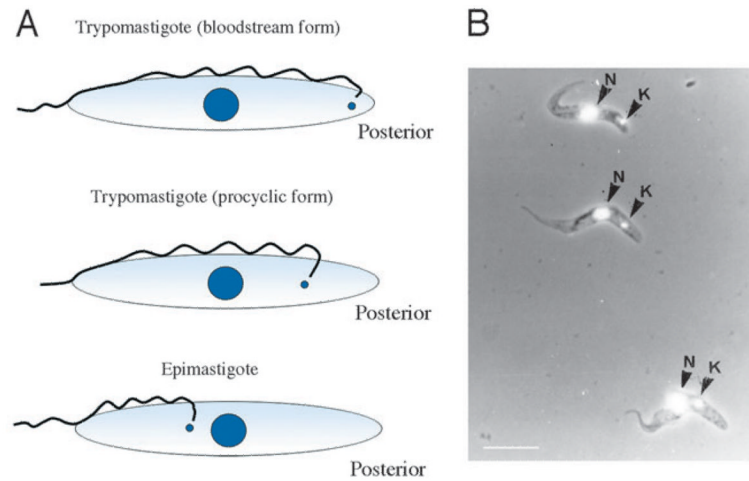 A
Trypomastigote (bloodstream form)
Posterior
Trypomastigote (procyclic form)
Posterior
Epimastigote
Posterior
B
N
K
N
K
N
K